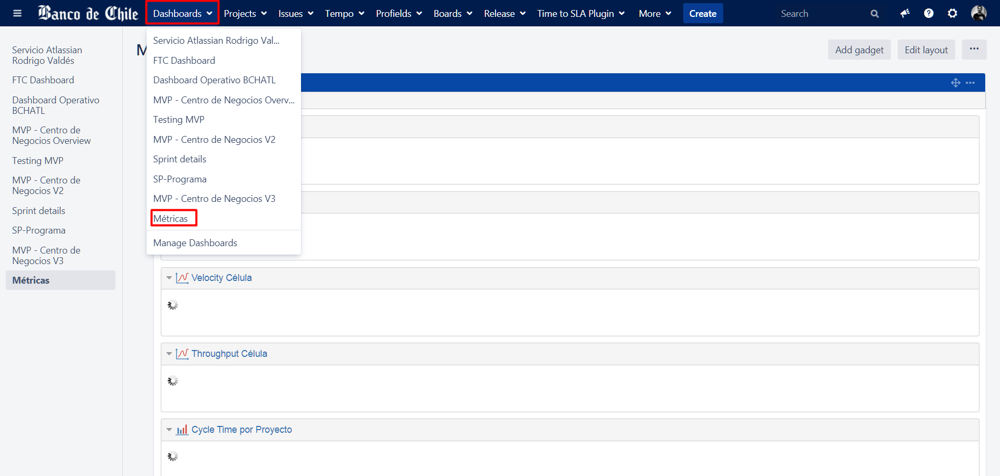 Banco de Chile
Dashboards Projects Issues Tempo Profields Boards Release Time to SLA Plugin More Create Search
Servicio Atlassian
Rodrigo Valdés
FTC Dashboard
Dashboard Operativo
BCHATL
MVP - Centro de
Negocios Overview
Testing MVP
MVP - Centro de
Negocios V2
Sprint details
SP-Programa
MVP - Centro de
Negocios V3
Métricas
Servicio Atlassian Rodrigo Val...
FTC Dashboard
Dashboard Operativo BCHATL
MVP - Centro de Negocios Overv...
Testing MVP
MVP - Centro de Negocios V2
Sprint details
SP-Programa
MVP - Centro de Negocios V3
Métricas
Manage Dashboards
Add gadget Edit layout ...
Velocity Célula
Throughput Célula
Cycle Time por Proyecto